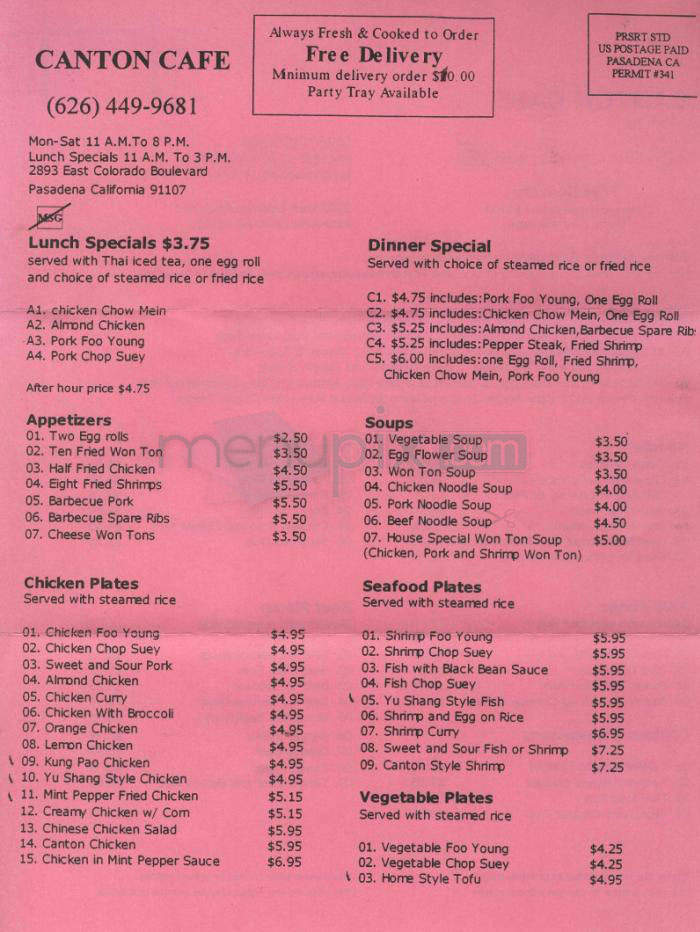 CANTON CAFE
(626) 449-9681
Always Fresh & Cooked to Order
Free Delivery
Minimum delivery order $10.00
Party Tray Available
PRSRT STD
US POSTAGE PAID
PASADENA CA
PERMIT #341
Mon-Sat 11 A.M.To 8 P.M.
Lunch Specials 11 A.M. To 3 P.M.
2893 East Colorado Boulevard
Pasadena California 91107
MSG
Lunch Specials $3.75
served with Thai iced tea, one egg roll
and choice of steamed rice or fried rice
A1. chicken Chow Mein
A2. Almond Chicken
A3. Pork Foo Young
A4. Pork Chop Suey
After hour price $4.75
Dinner Special
Served with choice of steamed rice or fried rice
C1. $4.75 includes:Pork Foo Young, One Egg Roll
C2. $4.75 includes:Chicken Chow Mein, One Egg Roll
C3. $5.25 includes:Almond Chicken,Barbecue Spare Rib
C4. $5.25 includes:Pepper Steak, Fried Shrimp
C5. $6.00 includes:one Egg Roll, Fried Shrimp,
Chicken Chow Mein, Pork Foo Young
Appetizers
01. Two Egg rolls $2.50
02. Ten Fried Won Ton $3.50
03. Half Fried Chicken $4.50
04. Eight Fried Shrimps $5.50
05. Barbecue Pork $5.50
06. Barbecue Spare Ribs $5.50
07. Cheese Won Tons $3.50
Soups
01. Vegetable Soup $3.50
02. Egg Flower Soup $3.50
03. Won Ton Soup $3.50
04. Chicken Noodle Soup $4.00
05. Pork Noodle Soup $4.00
06. Beef Noodle Soup $4.50
07. House Special Won Ton Soup $5.00
(Chicken, Pork and Shrimp Won Ton)
menupix.com
Chicken Plates
Served with steamed rice
01. Chicken Foo Young $4.95
02. Chicken Chop Suey $4.95
03. Sweet and Sour Pork $4.95
04. Almond Chicken $4.95
05. Chicken Curry $4.95
06. Chicken With Broccoli $4.95
07. Orange Chicken $4.95
08. Lemon Chicken $4.95
09. Kung Pao Chicken $4.95
10. Yu Shang Style Chicken $4.95
11. Mint Pepper Fried Chicken $5.15
12. Creamy Chicken w/ Corn $5.15
13. Chinese Chicken Salad $5.95
14. Canton Chicken $5.95
15. Chicken in Mint Pepper Sauce $6.95
Seafood Plates
Served with steamed rice
01. Shrimp Foo Young $5.95
02. Shrimp Chop Suey $5.95
03. Fish with Black Bean Sauce $5.95
04. Fish Chop Suey $5.95
05. Yu Shang Style Fish $5.95
06. Shrimp and Egg on Rice $5.95
07. Shrimp Curry $6.95
08. Sweet and Sour Fish or Shrimp $7.25
09. Canton Style Shrimp $7.25
Vegetable Plates
Served with steamed rice
01. Vegetable Foo Young $4.25
02. Vegetable Chop Suey $4.25
03. Home Style Tofu $4.95